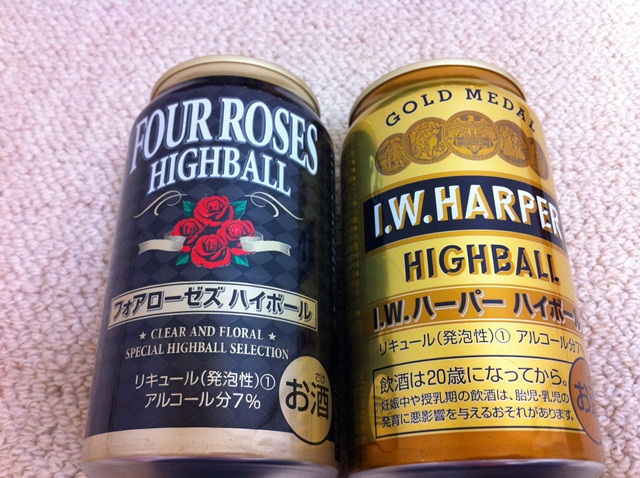 FOUR ROSES
HIGHBALL
フォアローゼズ ハイボール
★ CLEAR AND FLORAL ★
SPECIAL HIGHBALL SELECTION
リキュール(発泡性)①
アルコール分7%
さけ
お酒
GOLD MEDAL
I.W.HARPER
HIGHBALL
I.W.ハーパー ハイボール
リキュール(発泡性)① アルコール分7
飲酒は20歳になってから。
妊娠中や授乳期の飲酒は、胎児・乳児の
発育に悪影響を与えるおそれがあります。
お